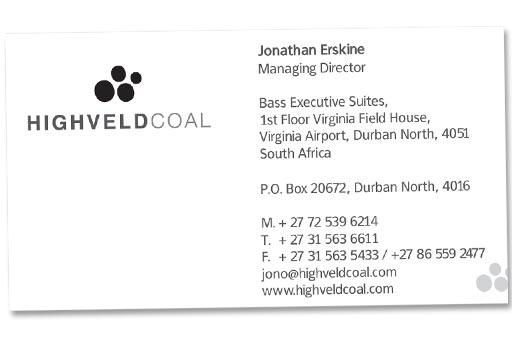 HIGHVELDCOAL
Jonathan Erskine
Managing Director
Bass Executive Suites,
1st Floor Virginia Field House,
Virginia Airport, Durban North, 4051
South Africa
P.O. Box 20672, Durban North, 4016
M. + 27 72 539 6214
T. + 27 31 563 6611
F. + 27 31 563 5433 / +27 86 559 2477
jono@highveldcoal.com
www.highveldcoal.com